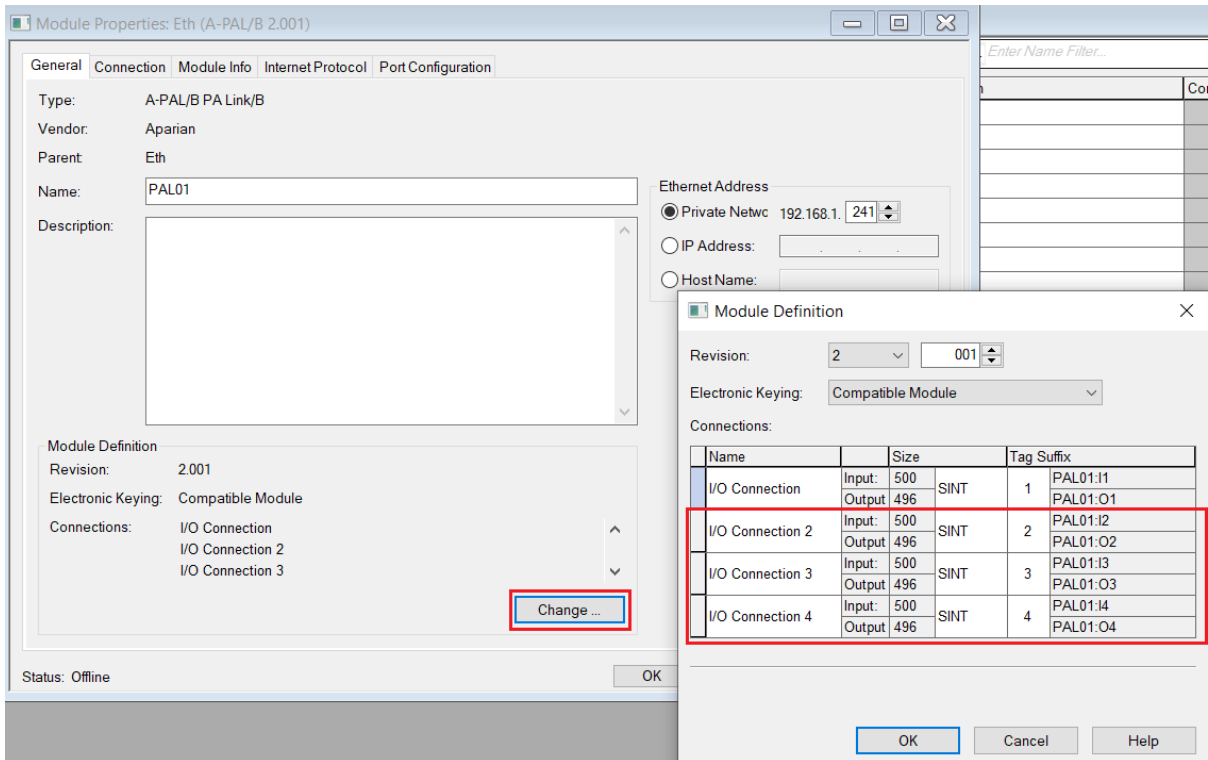 Module Properties: Eth (A-PAL/B 2.001)
Enter Name Filter...
General Connection Module Info Internet Protocol Port Configuration
Type: A-PAL/B PA Link/B
Vendor: Aparian
Parent Eth
Name: PAL01
Description:
Ethernet Address
Private Netwc 192.168.1. 241
IP Address: . . .
Host Name:
Module Definition
Revision: 2.001
Electronic Keying: Compatible Module
Connections: I/O Connection
I/O Connection 2
I/O Connection 3
Change ...
Status: Offline
OK
Module Definition
Revision: 2 001
Electronic Keying: Compatible Module
Connections:
Name Size Tag Suffix
I/O Connection Input: 500 SINT 1 PAL01:I1
Output 496 PAL01:O1
I/O Connection 2 Input: 500 SINT 2 PAL01:I2
Output 496 PAL01:O2
I/O Connection 3 Input: 500 SINT 3 PAL01:I3
Output 496 PAL01:O3
I/O Connection 4 Input: 500 SINT 4 PAL01:I4
Output 496 PAL01:O4
OK Cancel Help